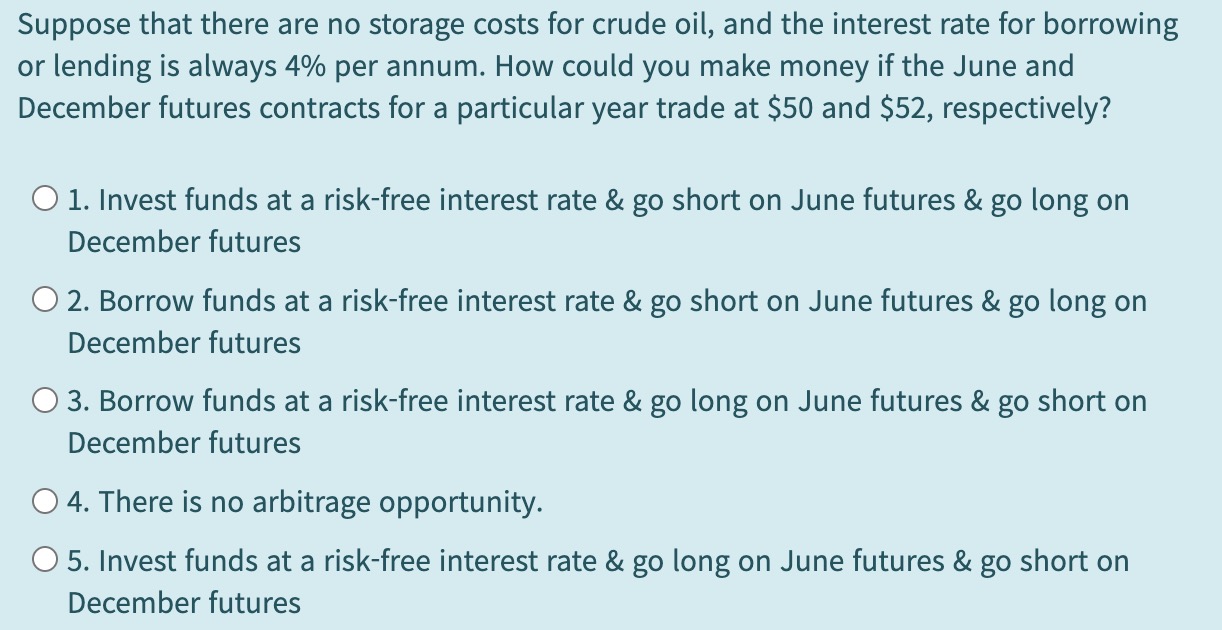 Suppose that there are no storage costs for crude oil, and the interest rate for borrowing
or lending is always 4% per annum. How could you make money if the June and
December futures contracts for a particular year trade at $50 and $52, respectively?
1. Invest funds at a risk-free interest rate & go short on June futures & go long on
December futures
2. Borrow funds at a risk-free interest rate & go short on June futures & go long on
December futures
3. Borrow funds at a risk-free interest rate & go long on June futures & go short on
December futures
4. There is no arbitrage opportunity.
5. Invest funds at a risk-free interest rate & go long on June futures & go short on
December futures